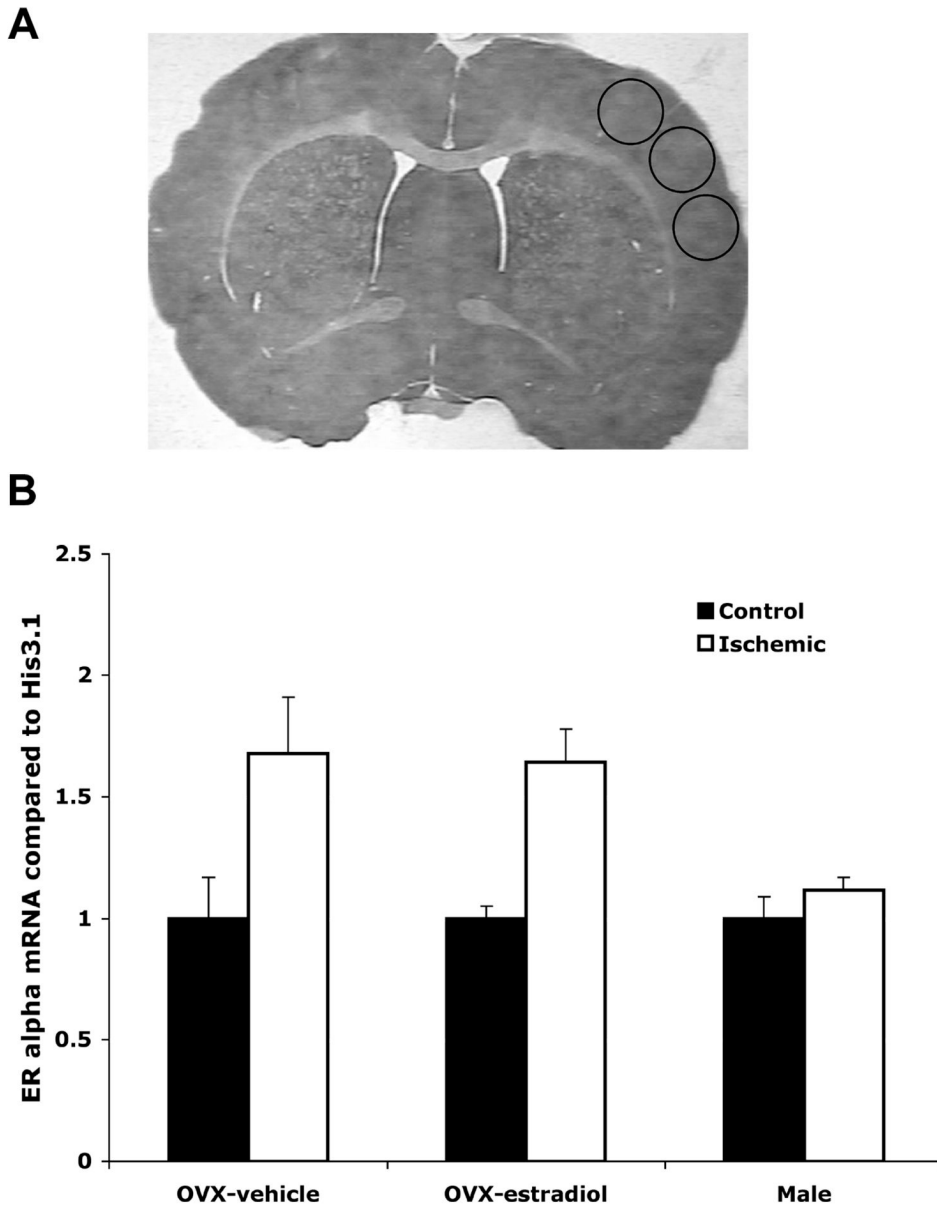 A
B
ER alpha mRNA compared to His3.1
2.5
2
1.5
1
0.5
0
Control
Ischemic
OVX-vehicle
OVX-estradiol
Male